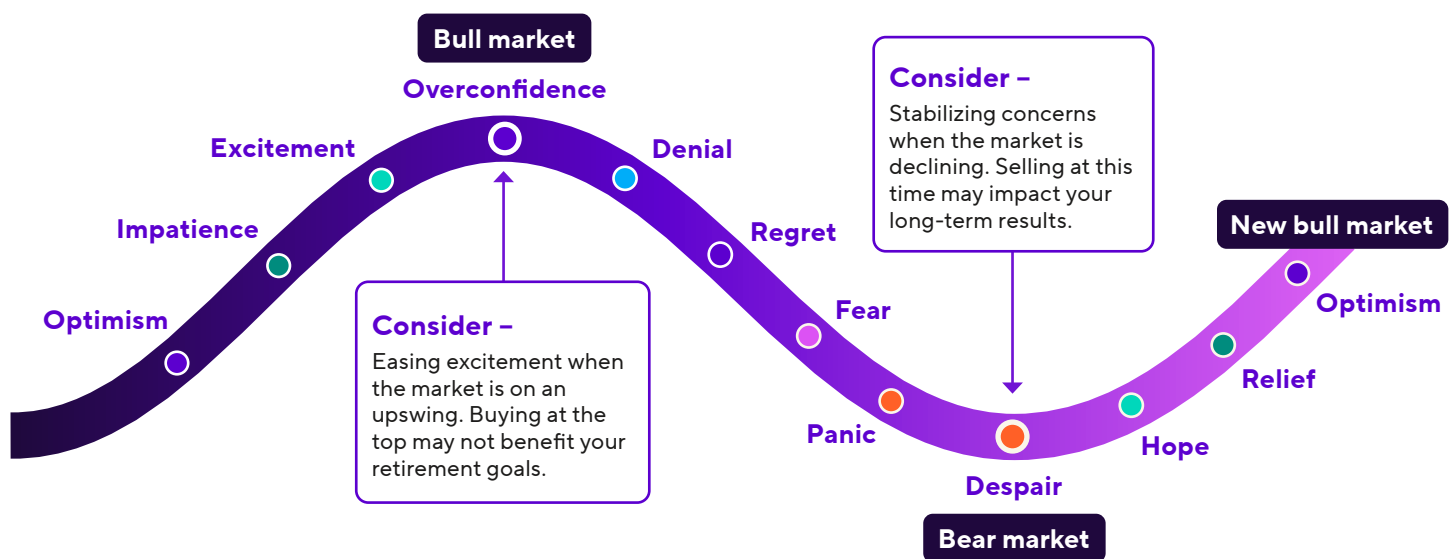 Bull market
Overconfidence
Excitement
Impatience
Optimism
Consider –
Easing excitement when
the market is on an
upswing. Buying at the
top may not benefit your
retirement goals.
Denial
Regret
Fear
Panic
Despair
Bear market
Consider –
Stabilizing concerns
when the market is
declining. Selling at this
time may impact your
long-term results.
Hope
Relief
Optimism
New bull market